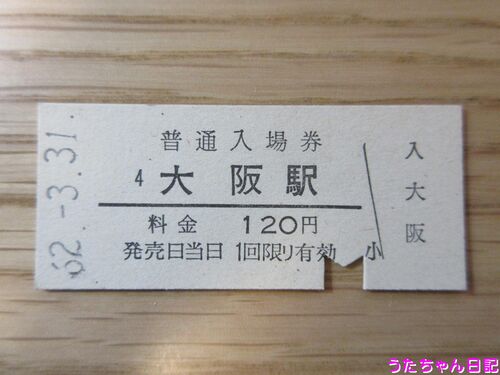 62.-3.31.
普通入場券
4 大阪駅
料金 120円
発売日当日1回限り有効
小
入
大
阪
うたちゃん日記